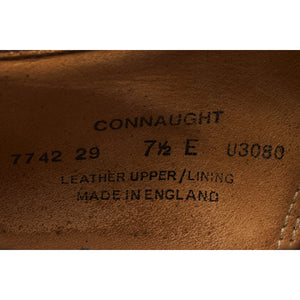 CONNAUGHT
7742 29 7½ E U3080
LEATHER UPPER/LINING
MADE IN ENGLAND